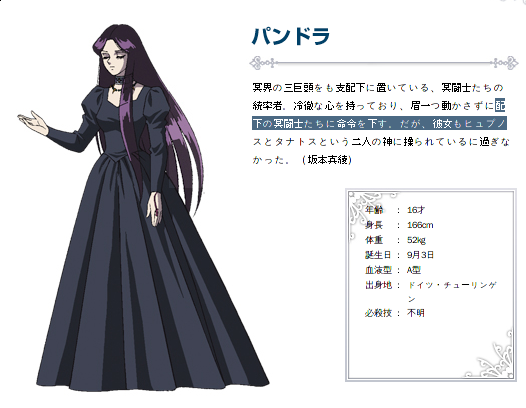 パンドラ
冥界の三巨頭をも支配下に置いている、冥闘士たちの
統率者。冷徹な心を持っており、眉一つ動かさずに配
下の冥闘士たちに命令を下す。だが、彼女もヒュプノ
スとタナトスという二人の神に操られているに過ぎな
かった。（坂本真綾）
年齢 ： 16才
身長 ： 166cm
体重 ： 52kg
誕生日 ： 9月3日
血液型 ： A型
出身地 ： ドイツ・チューリンゲ
ン
必殺技 ： 不明